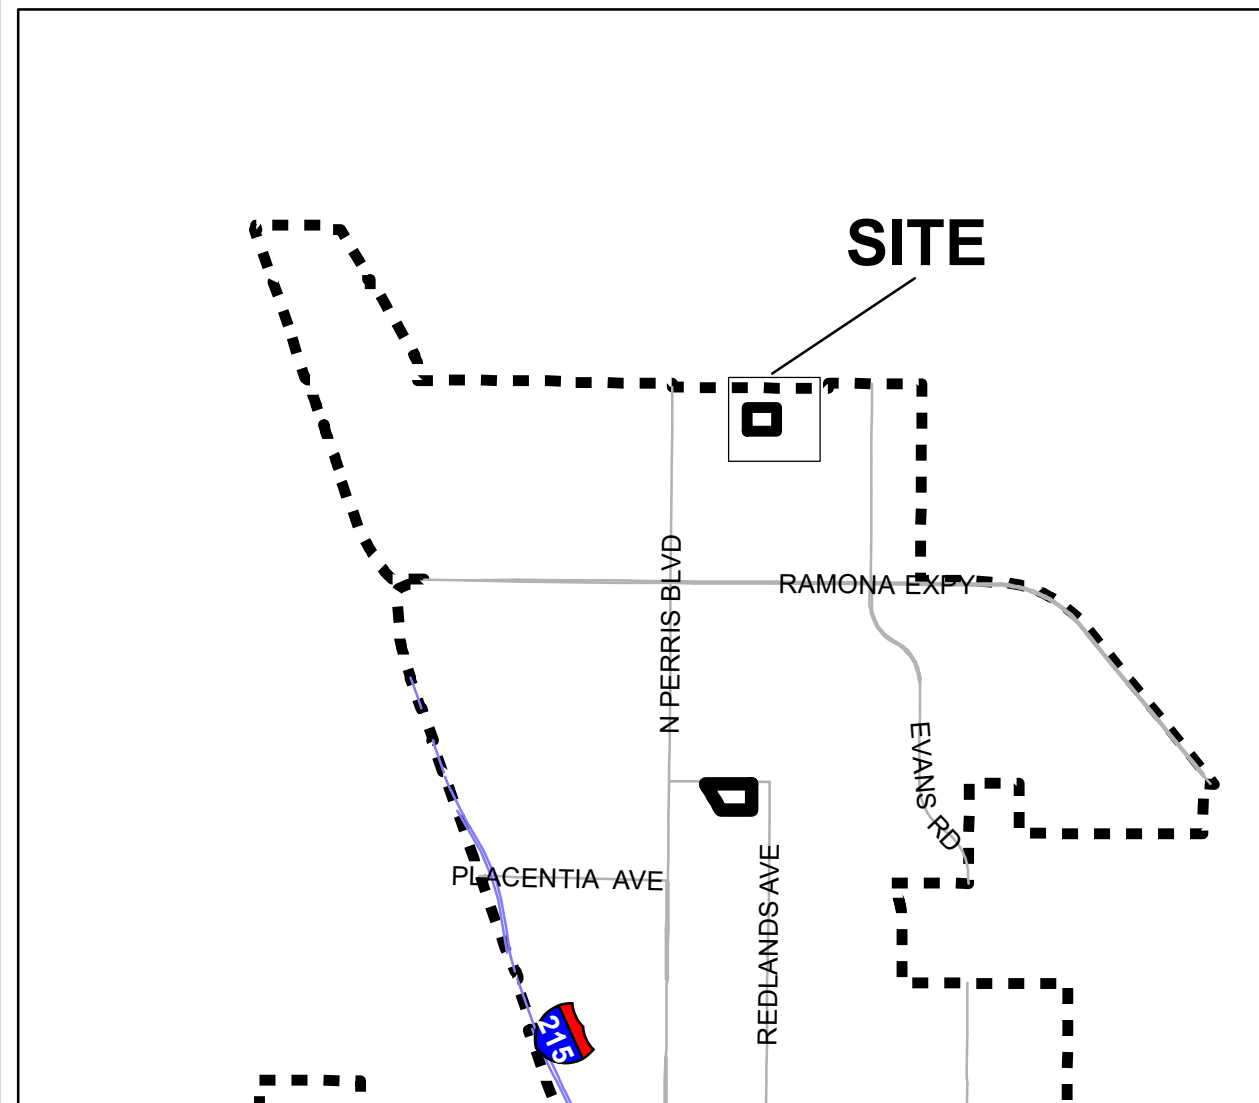 SITE
RAMONA EXPY
N PERRIS BLVD
EVANS RD
PLACENTIA AVE
REDLANDS AVE
215